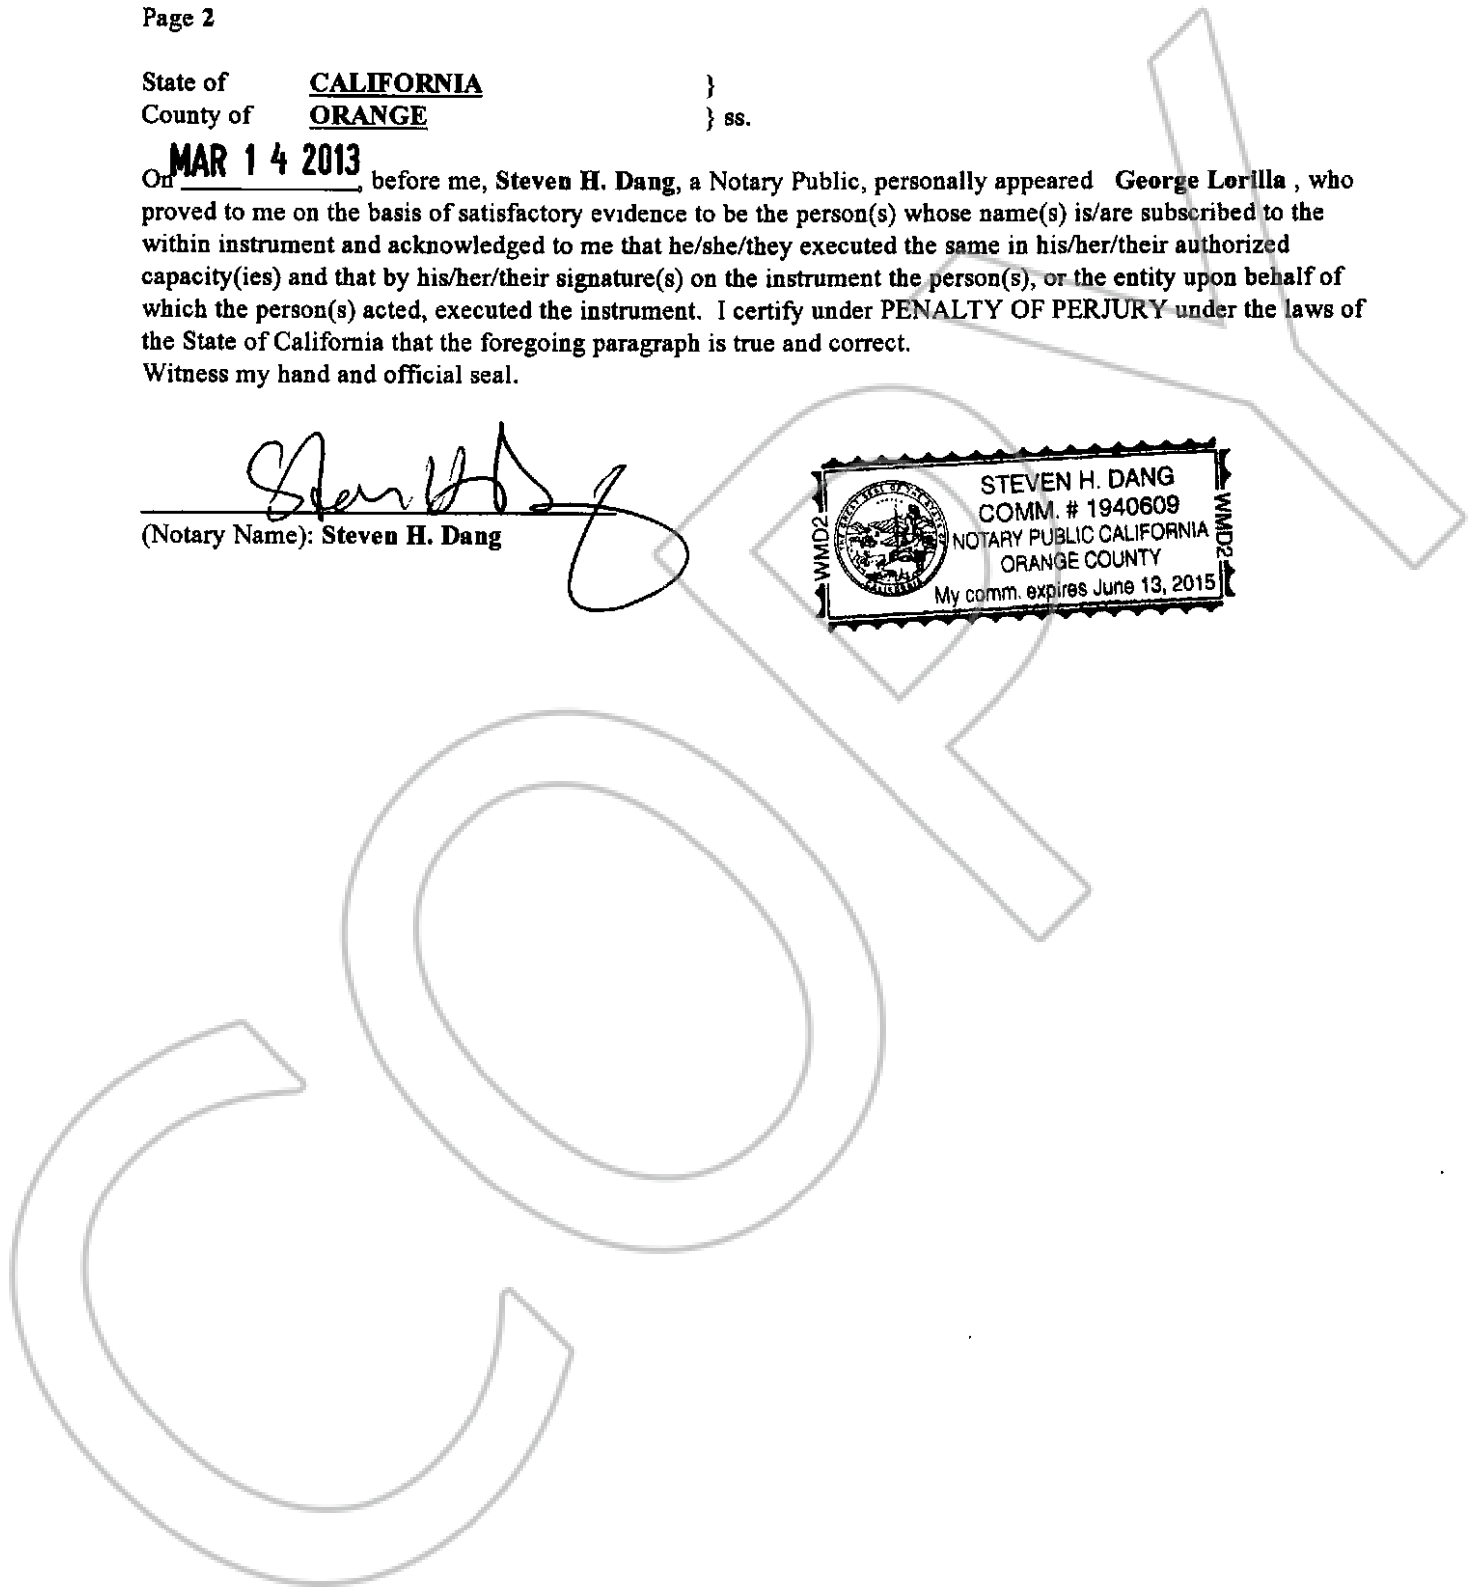 Page 2
State of CALIFORNIA }
County of ORANGE } ss.
MAR 14 2013
On ____________, before me, Steven H. Dang, a Notary Public, personally appeared George Lorilla , who
proved to me on the basis of satisfactory evidence to be the person(s) whose name(s) is/are subscribed to the
within instrument and acknowledged to me that he/she/they executed the same in his/her/their authorized
capacity(ies) and that by his/her/their signature(s) on the instrument the person(s), or the entity upon behalf of
which the person(s) acted, executed the instrument. I certify under PENALTY OF PERJURY under the laws of
the State of California that the foregoing paragraph is true and correct.
Witness my hand and official seal.
Steven H Dang
(Notary Name): Steven H. Dang
WMD2
STEVEN H. DANG
COMM. # 1940609
NOTARY PUBLIC CALIFORNIA
ORANGE COUNTY
My comm. expires June 13, 2015
WMD2
COPY